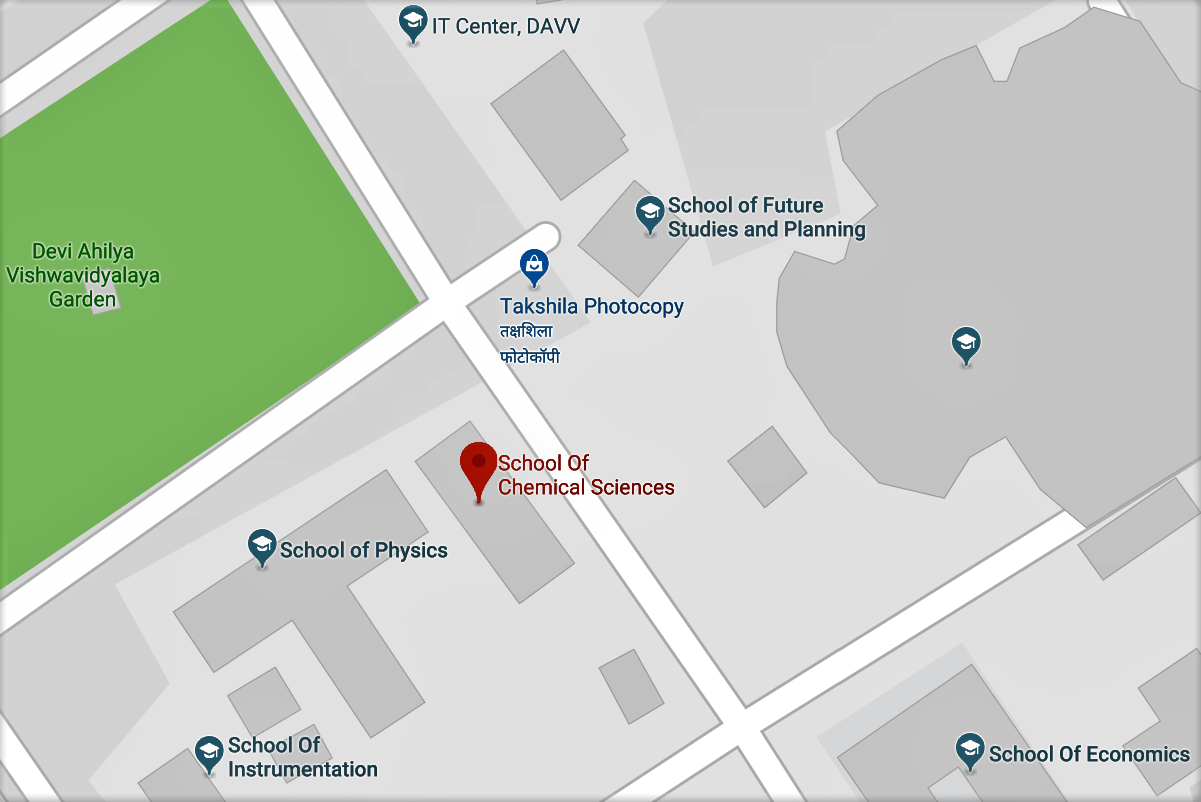 IT Center, DAVV
School of Future
Studies and Planning
Devi Ahilya
Vishwavidyalaya
Garden
Takshila Photocopy
तक्षशिला
फोटोकॉपी
School Of
Chemical Sciences
School of Physics
School Of
Instrumentation
School Of Economics